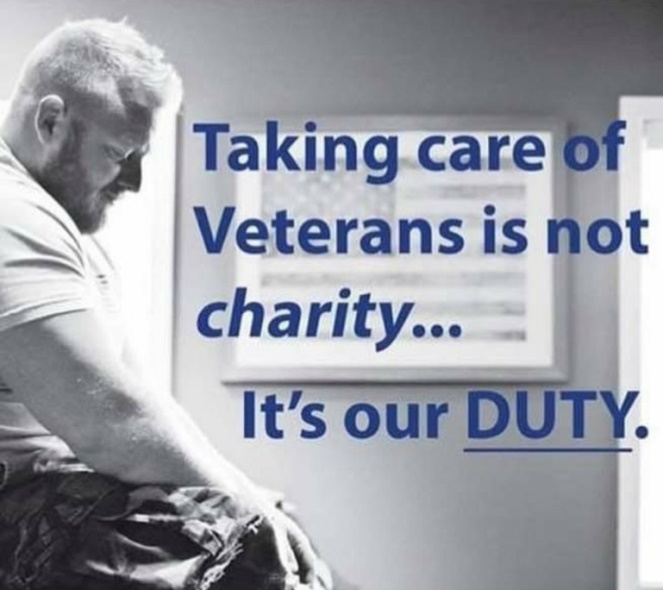 Taking care of
Veterans is not
charity...
It's our DUTY.